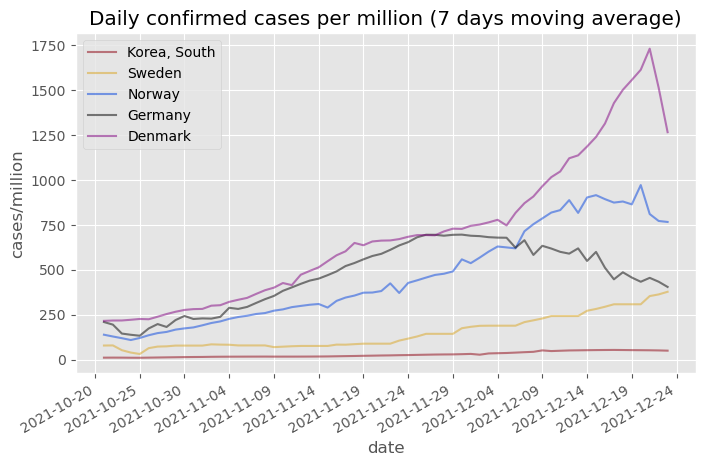 Daily confirmed cases per million (7 days moving average)
1750
1500
1250
1000
750
500
250
0
cases/million
Korea, South
Sweden
Norway
Germany
Denmark
2021-10-20
2021-10-25
2021-10-30
2021-11-04
2021-11-09
2021-11-14
2021-11-19
2021-11-24
2021-11-29
2021-12-04
2021-12-09
2021-12-14
2021-12-19
2021-12-24
date